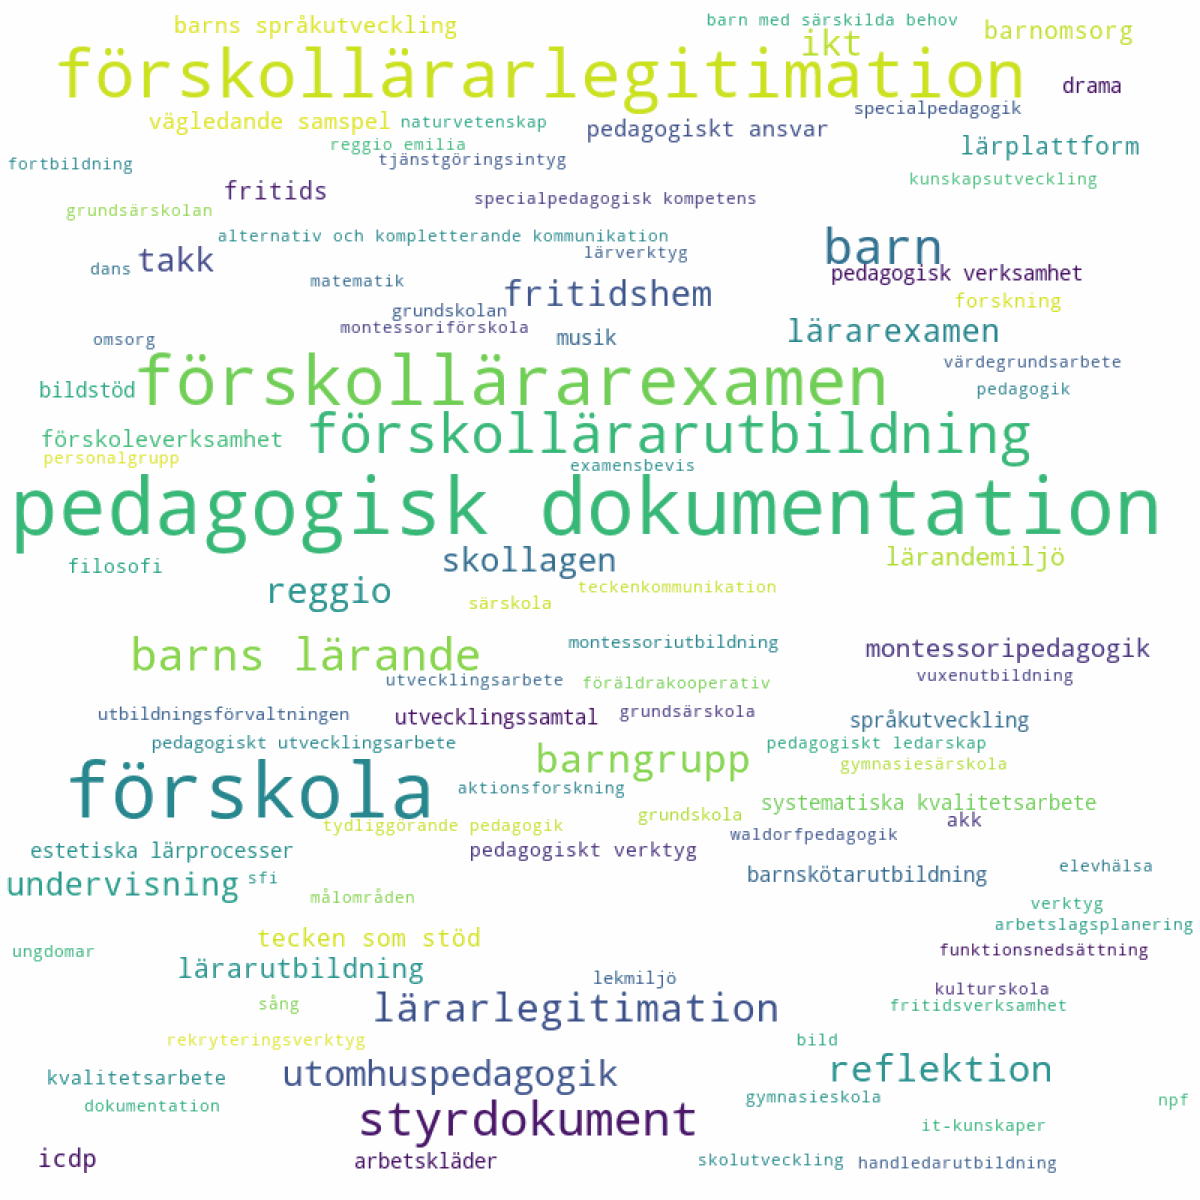 barn med särskilda behov
barns språkutveckling
barnomsorg
ikt
förskollärarlegitimation
drama
specialpedagogik
vägledande samspel
naturvetenskap
pedagogiskt ansvar
reggio emilia
lärplattform
tjänstgöringsintyg
fortbildning
kunskapsutveckling
fritids
specialpedagogisk kompetens
grundsärskolan
alternativ och kompletterande kommunikation
barn
lärverktyg
takk
dans
pedagogisk verksamhet
matematik
fritidshem
forskning
grundskolan
montessoriförskola
lärarexamen
musik
omsorg
värdegrundsarbete
förskollärarexamen
bildstöd
pedagogik
förskollärarutbildning
förskoleverksamhet
personalgrupp
examensbevis
pedagogisk dokumentation
skollagen
lärandemiljö
filosofi
reggio
teckenkommunikation
särskola
montessoriutbildning
barns lärande
montessoripedagogik
vuxenutbildning
utvecklingsarbete
föräldrakooperativ
utbildningsförvaltningen
utvecklingssamtal
grundsärskola
språkutveckling
pedagogiskt utvecklingsarbete
pedagogiskt ledarskap
barngrupp
gymnasiesärskola
förskola
aktionsforskning
systematiska kvalitetsarbete
grundskola
akk
tydliggörande pedagogik
waldorfpedagogik
estetiska lärprocesser
pedagogiskt verktyg
elevhälsa
barnskötarutbildning
undervisning
sfi
målområden
verktyg
arbetslagsplanering
tecken som stöd
ungdomar
funktionsnedsättning
lärarutbildning
lekmiljö
kulturskola
sång
lärarlegitimation
fritidsverksamhet
rekryteringsverktyg
bild
reflektion
utomhuspedagogik
kvalitetsarbete
gymnasieskola
npf
dokumentation
styrdokument
it-kunskaper
icdp
arbetskläder
skolutveckling
handledarutbildning